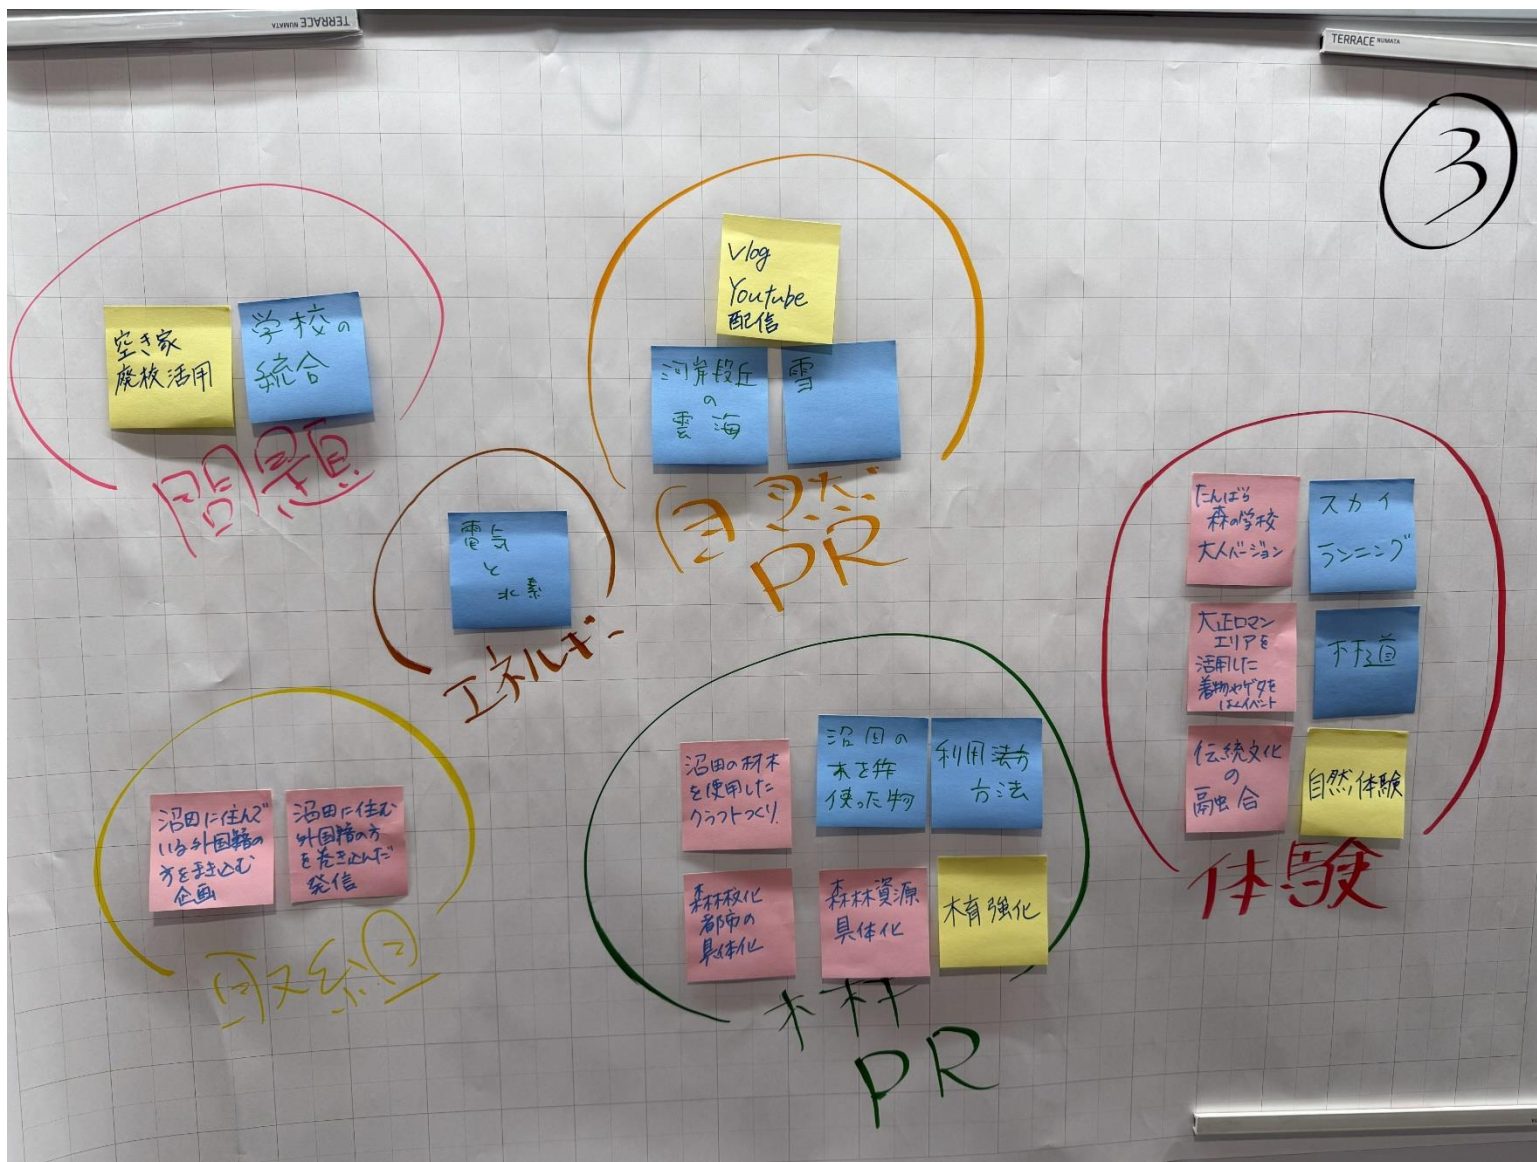 TERRACE NUMATA
TERRACE NUMATA
3
空き家
廃校活用
学校の
統合
問題
Vlog
Youtube
配信
河岸段丘
の
雲海
雪
自然
PR
電気
と
水素
エネルギー
たんばら
森の学校
大人バージョン
スカイ
ランニング
大正ロマン
エリアを
活用した
着物やゲタを
はくイベント
林道
伝統文化
の
融合
自然体験
体験
沼田に住んで
いる外国籍の
方をまき込む
企画
沼田に住む
外国籍の方
を巻き込んだ
発信
取組
沼田の材木
を使用した
クラフトつくり
沼田の
木を
使った物
利用
方法
森林文化
都市の
具体化
森林資源
具体化
木育強化
木材
PR